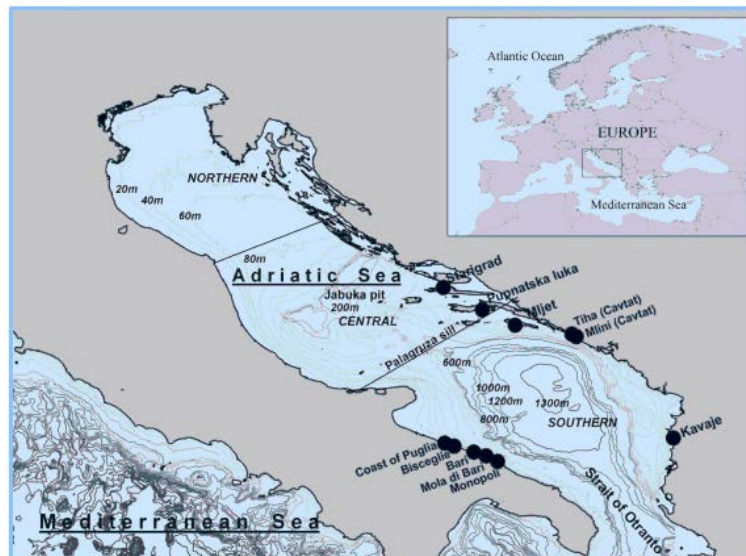 Atlantic Ocean
EUROPE
Mediterranean Sea
NORTHERN
20m
40m
60m
80m
Adriatic Sea
Jabuka pit
200m
CENTRAL
Palagruza sill
Starigrad
Pupnatska luka
Mljet
Tiha (Cavtat)
Mlini (Cavtat)
600m
1000m
1200m
1300m
800m
SOUTHERN
Kavaje
Coast of Puglia
Bisceglie
Bari
Mola di Bari
Monopoli
Strait of Otranto
Mediterranean Sea